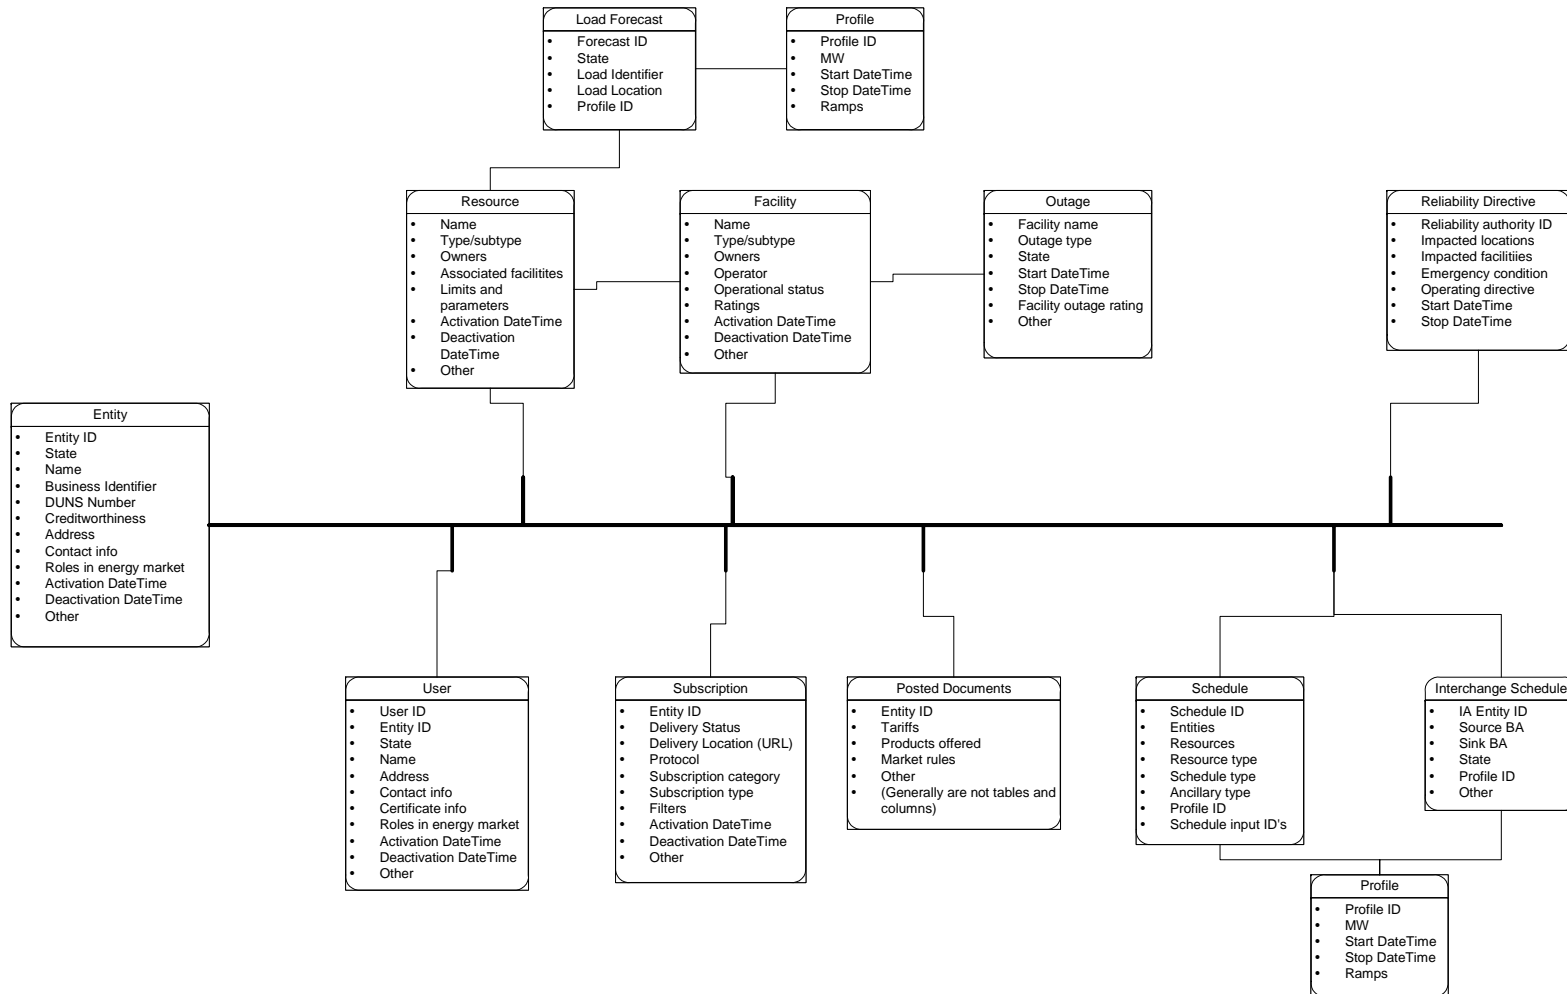 Load Forecast
• Forecast ID
• State
• Load Identifier
• Load Location
• Profile ID
Profile
• Profile ID
• MW
• Start DateTime
• Stop DateTime
• Ramps
Resource
• Name
• Type/subtype
• Owners
• Associated facilitites
• Limits and
parameters
• Activation DateTime
• Deactivation
DateTime
• Other
Facility
• Name
• Type/subtype
• Owners
• Operator
• Operational status
• Ratings
• Activation DateTime
• Deactivation DateTime
• Other
Outage
• Facility name
• Outage type
• State
• Start DateTime
• Stop DateTime
• Facility outage rating
• Other
Reliability Directive
• Reliability authority ID
• Impacted locations
• Impacted facilitiies
• Emergency condition
• Operating directive
• Start DateTime
• Stop DateTime
Entity
• Entity ID
• State
• Name
• Business Identifier
• DUNS Number
• Creditworthiness
• Address
• Contact info
• Roles in energy market
• Activation DateTime
• Deactivation DateTime
• Other
User
• User ID
• Entity ID
• State
• Name
• Address
• Contact info
• Certificate info
• Roles in energy market
• Activation DateTime
• Deactivation DateTime
• Other
Subscription
• Entity ID
• Delivery Status
• Delivery Location (URL)
• Protocol
• Subscription category
• Subscription type
• Filters
• Activation DateTime
• Deactivation DateTime
• Other
Posted Documents
• Entity ID
• Tariffs
• Products offered
• Market rules
• Other
• (Generally are not tables and
columns)
Schedule
• Schedule ID
• Entities
• Resources
• Resource type
• Schedule type
• Ancillary type
• Profile ID
• Schedule input ID's
Interchange Schedule
• IA Entity ID
• Source BA
• Sink BA
• State
• Profile ID
• Other
Profile
• Profile ID
• MW
• Start DateTime
• Stop DateTime
• Ramps